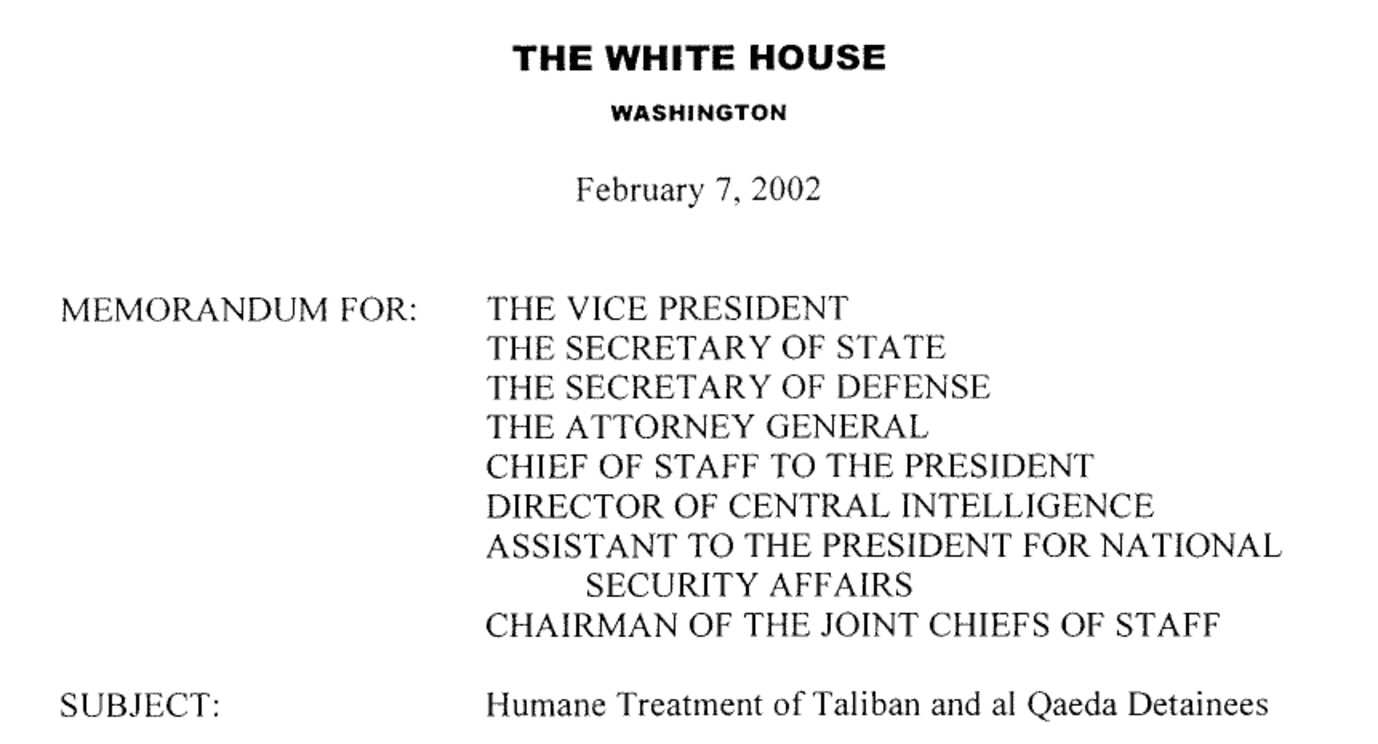 THE WHITE HOUSE
WASHINGTON
February 7, 2002
MEMORANDUM FOR: THE VICE PRESIDENT
THE SECRETARY OF STATE
THE SECRETARY OF DEFENSE
THE ATTORNEY GENERAL
CHIEF OF STAFF TO THE PRESIDENT
DIRECTOR OF CENTRAL INTELLIGENCE
ASSISTANT TO THE PRESIDENT FOR NATIONAL
SECURITY AFFAIRS
CHAIRMAN OF THE JOINT CHIEFS OF STAFF
SUBJECT: Humane Treatment of Taliban and al Qaeda Detainees